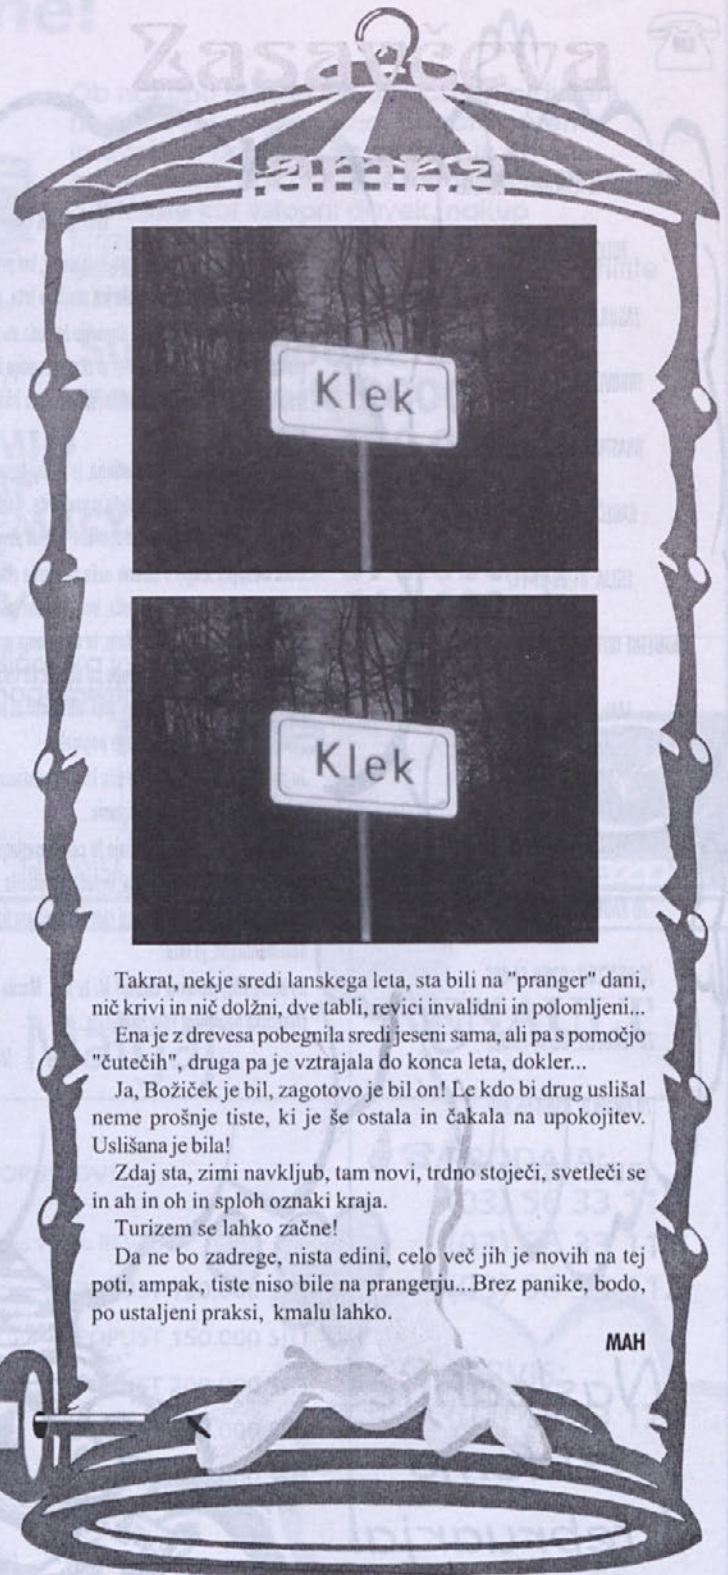 Zasavčeva
lamna
Klek
Klek
Takrat, nekje sredi lanskega leta, sta bili na "pranger" dani,
nič krivi in nič dolžni, dve tabli, revici invalidni in polomljeni...
Ena je z drevesa pobegnila sredi jeseni sama, ali pa s pomočjo
"čutečih", druga pa je vztrajala do konca leta, dokler...
Ja, Božiček je bil, zagotovo je bil on! Le kdo bi drug uslišal
neme prošnje tiste, ki je še ostala in čakala na upokojitev.
Uslišana je bila!
Zdaj sta, zimi navkljub, tam novi, trdno stoječi, svetleči se
in ah in oh in sploh oznaki kraja.
Turizem se lahko začne!
Da ne bo zadrege, nista edini, celo več jih je novih na tej
poti, ampak, tiste niso bile na prangerju...Brez panike, bodo,
po ustaljeni praksi, kmalu lahko.
MAH